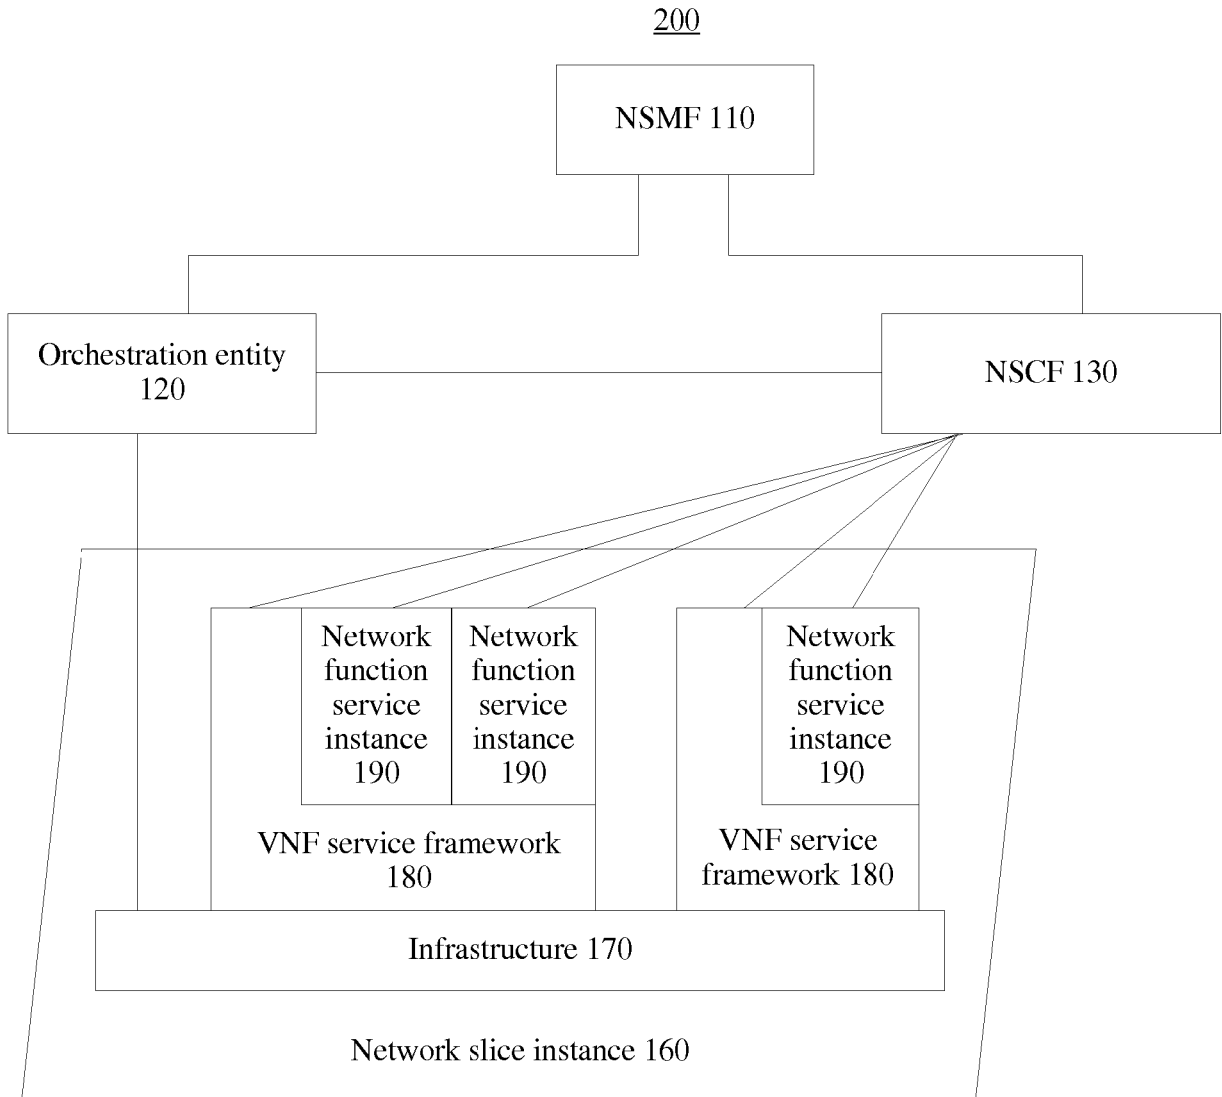 200
NSMF 110
Orchestration entity
120
NSCF 130
Network
function
service
instance
190
Network
function
service
instance
190
Network
function
service
instance
190
VNF service framework
180
VNF service
framework 180
Infrastructure 170
Network slice instance 160